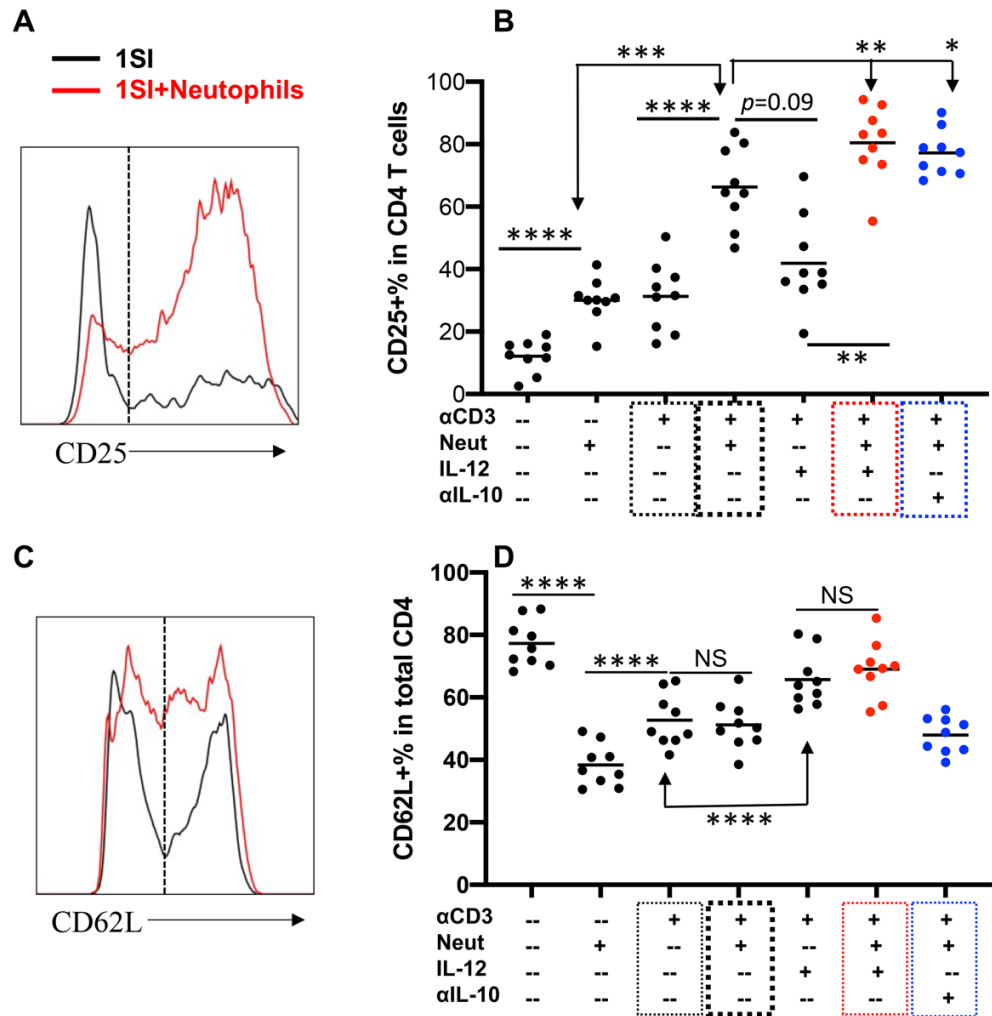 A
1SI
1SI+Neutophils
CD25
B
CD25+% in CD4 T cells
100
80
60
40
20
0
****
***
****
p=0.09
**
*
**
αCD3 -- -- + + + + +
Neut -- + -- + -- + +
IL-12 -- -- -- -- + + --
αIL-10 -- -- -- -- -- -- +
C
CD62L
D
CD62L+% in total CD4
100
80
60
40
20
0
****
****
NS
NS
****
αCD3 -- -- + + + + +
Neut -- + -- + -- + +
IL-12 -- -- -- -- + + --
αIL-10 -- -- -- -- -- -- +